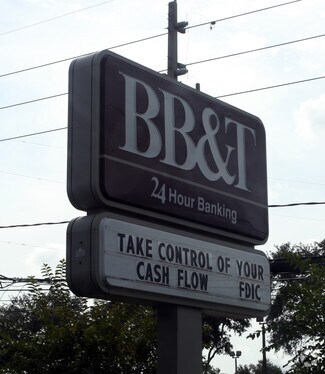 BB&T
24 Hour Banking
TAKE CONTROL OF YOUR
CASH FLOW FDIC